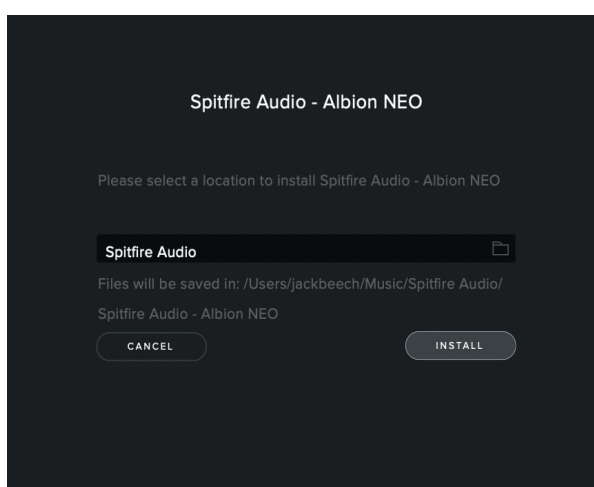 Spitfire Audio - Albion NEO
Please select a location to install Spitfire Audio - Albion NEO
Spitfire Audio
Files will be saved in: /Users/jackbeech/Music/Spitfire Audio/
Spitfire Audio - Albion NEO
CANCEL INSTALL